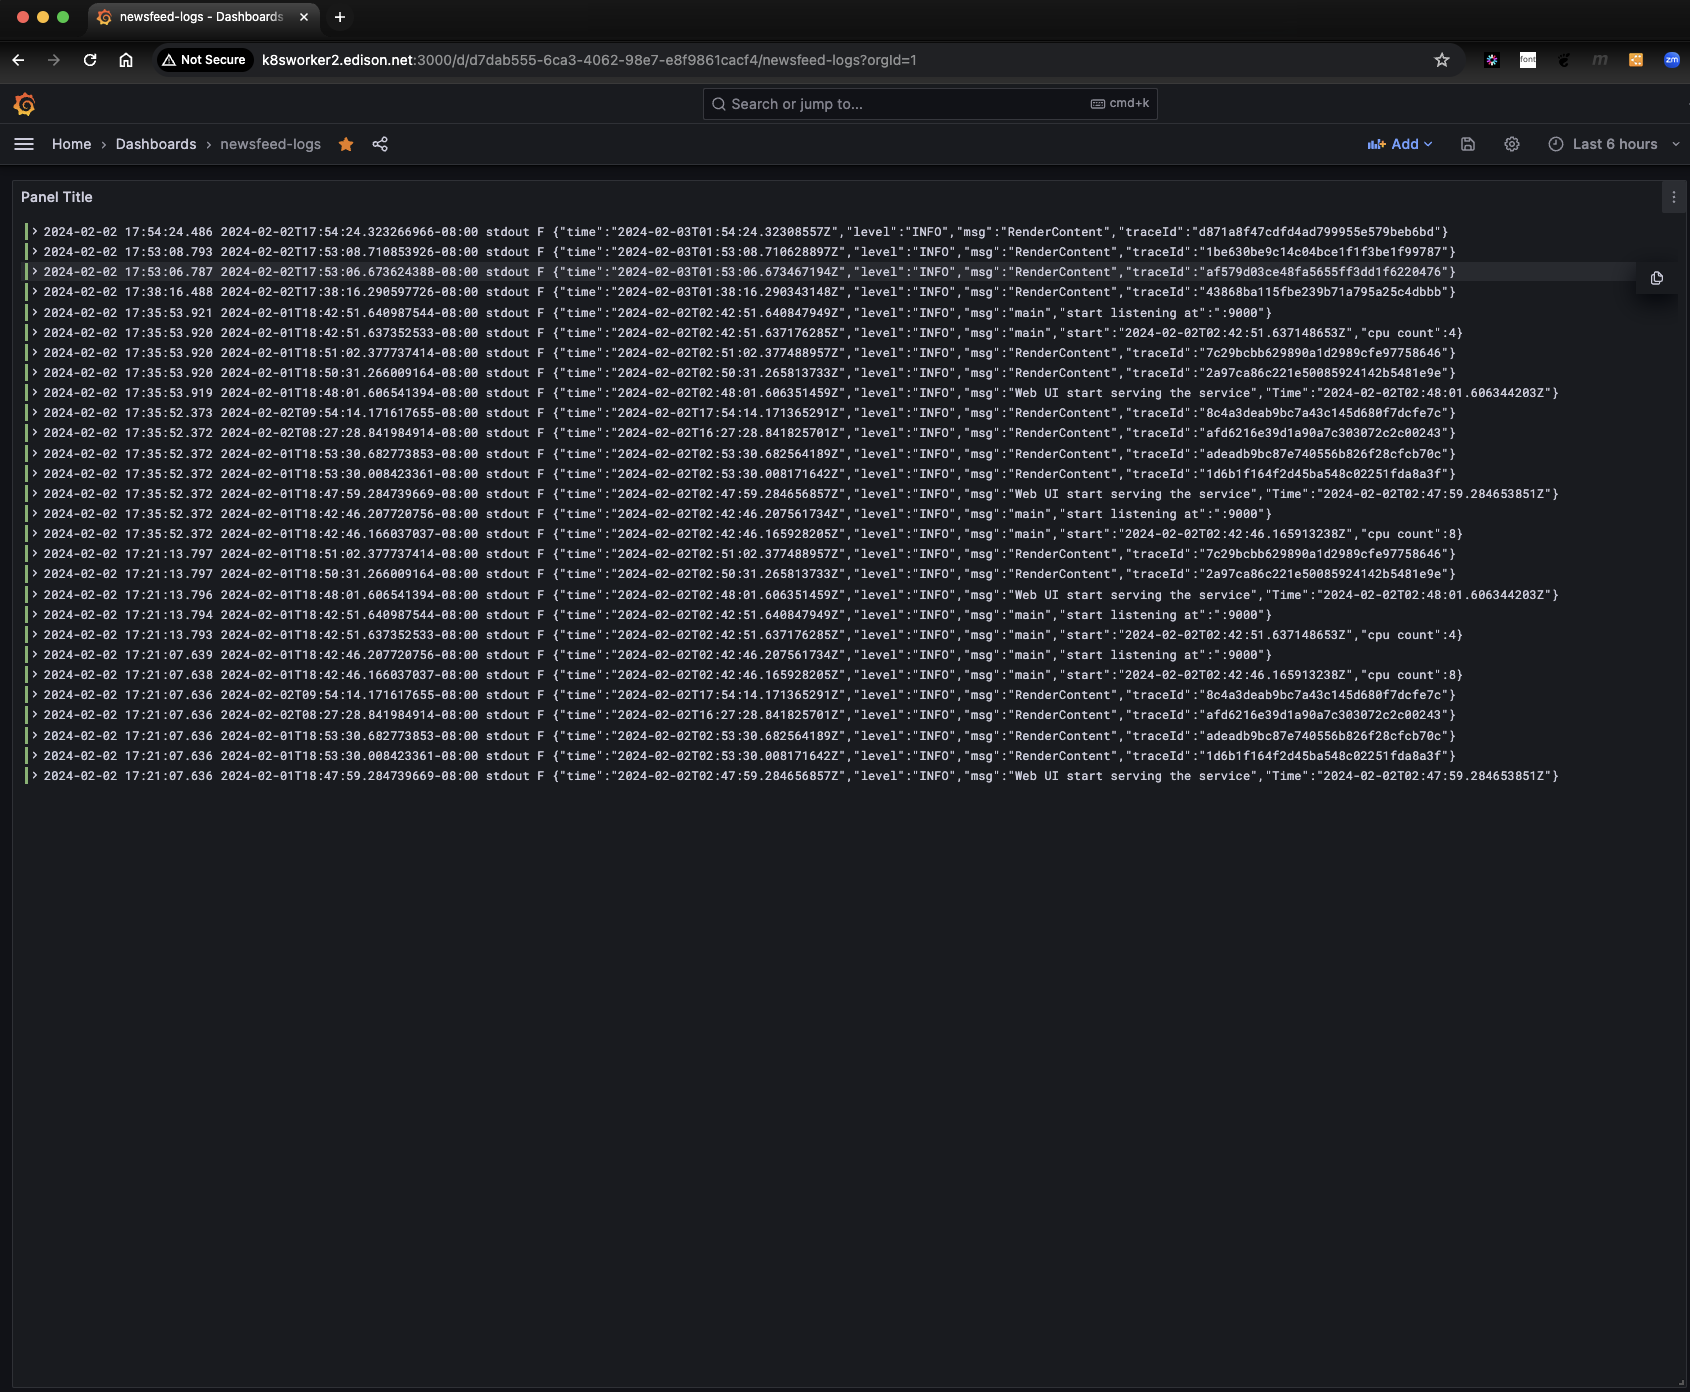 newsfeed-logs - Dashboards
Not Secure
k8sworker2.edison.net:3000/d/d7dab555-6ca3-4062-98e7-e8f9861cacf4/newsfeed-logs?orgId=1
font
m
zm
Search or jump to...
cmd+k
Home › Dashboards › newsfeed-logs
Add
Last 6 hours
Panel Title
2024-02-02 17:54:24.486 2024-02-02T17:54:24.323266966-08:00 stdout F {"time":"2024-02-03T01:54:24.32308557Z","level":"INFO","msg":"RenderContent","traceId":"d871a8f47cdfd4ad799955e579beb6bd"}
2024-02-02 17:53:08.793 2024-02-02T17:53:08.710853926-08:00 stdout F {"time":"2024-02-03T01:53:08.710628897Z","level":"INFO","msg":"RenderContent","traceId":"1be630be9c14c04bce1f1f3be1f99787"}
2024-02-02 17:53:06.787 2024-02-02T17:53:06.673624388-08:00 stdout F {"time":"2024-02-03T01:53:06.673467194Z","level":"INFO","msg":"RenderContent","traceId":"af579d03ce48fa5655ff3dd1f6220476"}
2024-02-02 17:38:16.488 2024-02-02T17:38:16.290597726-08:00 stdout F {"time":"2024-02-03T01:38:16.290343148Z","level":"INFO","msg":"RenderContent","traceId":"43868ba115fbe239b71a795a25c4dbbb"}
2024-02-02 17:35:53.921 2024-02-01T18:42:51.640987544-08:00 stdout F {"time":"2024-02-02T02:42:51.640847949Z","level":"INFO","msg":"main","start listening at":":9000"}
2024-02-02 17:35:53.920 2024-02-01T18:42:51.637352533-08:00 stdout F {"time":"2024-02-02T02:42:51.637176285Z","level":"INFO","msg":"main","start":"2024-02-02T02:42:51.637148653Z","cpu count":4}
2024-02-02 17:35:53.920 2024-02-01T18:51:02.377737414-08:00 stdout F {"time":"2024-02-02T02:51:02.377488957Z","level":"INFO","msg":"RenderContent","traceId":"7c29bcbb629890a1d2989cfe97758646"}
2024-02-02 17:35:53.920 2024-02-01T18:50:31.266009164-08:00 stdout F {"time":"2024-02-02T02:50:31.265813733Z","level":"INFO","msg":"RenderContent","traceId":"2a97ca86c221e50085924142b5481e9e"}
2024-02-02 17:35:53.919 2024-02-01T18:48:01.606541394-08:00 stdout F {"time":"2024-02-02T02:48:01.606351459Z","level":"INFO","msg":"Web UI start serving the service","Time":"2024-02-02T02:48:01.606344203Z"}
2024-02-02 17:35:52.373 2024-02-02T09:54:14.171617655-08:00 stdout F {"time":"2024-02-02T17:54:14.171365291Z","level":"INFO","msg":"RenderContent","traceId":"8c4a3deab9bc7a43c145d680f7dcfe7c"}
2024-02-02 17:35:52.372 2024-02-02T08:27:28.841984914-08:00 stdout F {"time":"2024-02-02T16:27:28.841825701Z","level":"INFO","msg":"RenderContent","traceId":"afd6216e39d1a90a7c303072c2c00243"}
2024-02-02 17:35:52.372 2024-02-01T18:53:30.682773853-08:00 stdout F {"time":"2024-02-02T02:53:30.682564189Z","level":"INFO","msg":"RenderContent","traceId":"adeadb9bc87e740556b826f28cfcb70c"}
2024-02-02 17:35:52.372 2024-02-01T18:53:30.008423361-08:00 stdout F {"time":"2024-02-02T02:53:30.008171642Z","level":"INFO","msg":"RenderContent","traceId":"1d6b1f164f2d45ba548c02251fda8a3f"}
2024-02-02 17:35:52.372 2024-02-01T18:47:59.284739669-08:00 stdout F {"time":"2024-02-02T02:47:59.284656857Z","level":"INFO","msg":"Web UI start serving the service","Time":"2024-02-02T02:47:59.284653851Z"}
2024-02-02 17:35:52.372 2024-02-01T18:42:46.207720756-08:00 stdout F {"time":"2024-02-02T02:42:46.207561734Z","level":"INFO","msg":"main","start listening at":":9000"}
2024-02-02 17:35:52.372 2024-02-01T18:42:46.166037037-08:00 stdout F {"time":"2024-02-02T02:42:46.165928205Z","level":"INFO","msg":"main","start":"2024-02-02T02:42:46.165913238Z","cpu count":8}
2024-02-02 17:21:13.797 2024-02-01T18:51:02.377737414-08:00 stdout F {"time":"2024-02-02T02:51:02.377488957Z","level":"INFO","msg":"RenderContent","traceId":"7c29bcbb629890a1d2989cfe97758646"}
2024-02-02 17:21:13.797 2024-02-01T18:50:31.266009164-08:00 stdout F {"time":"2024-02-02T02:50:31.265813733Z","level":"INFO","msg":"RenderContent","traceId":"2a97ca86c221e50085924142b5481e9e"}
2024-02-02 17:21:13.796 2024-02-01T18:48:01.606541394-08:00 stdout F {"time":"2024-02-02T02:48:01.606351459Z","level":"INFO","msg":"Web UI start serving the service","Time":"2024-02-02T02:48:01.606344203Z"}
2024-02-02 17:21:13.794 2024-02-01T18:42:51.640987544-08:00 stdout F {"time":"2024-02-02T02:42:51.640847949Z","level":"INFO","msg":"main","start listening at":":9000"}
2024-02-02 17:21:13.793 2024-02-01T18:42:51.637352533-08:00 stdout F {"time":"2024-02-02T02:42:51.637176285Z","level":"INFO","msg":"main","start":"2024-02-02T02:42:51.637148653Z","cpu count":4}
2024-02-02 17:21:07.639 2024-02-01T18:42:46.207720756-08:00 stdout F {"time":"2024-02-02T02:42:46.207561734Z","level":"INFO","msg":"main","start listening at":":9000"}
2024-02-02 17:21:07.638 2024-02-01T18:42:46.166037037-08:00 stdout F {"time":"2024-02-02T02:42:46.165928205Z","level":"INFO","msg":"main","start":"2024-02-02T02:42:46.165913238Z","cpu count":8}
2024-02-02 17:21:07.636 2024-02-02T09:54:14.171617655-08:00 stdout F {"time":"2024-02-02T17:54:14.171365291Z","level":"INFO","msg":"RenderContent","traceId":"8c4a3deab9bc7a43c145d680f7dcfe7c"}
2024-02-02 17:21:07.636 2024-02-02T08:27:28.841984914-08:00 stdout F {"time":"2024-02-02T16:27:28.841825701Z","level":"INFO","msg":"RenderContent","traceId":"afd6216e39d1a90a7c303072c2c00243"}
2024-02-02 17:21:07.636 2024-02-01T18:53:30.682773853-08:00 stdout F {"time":"2024-02-02T02:53:30.682564189Z","level":"INFO","msg":"RenderContent","traceId":"adeadb9bc87e740556b826f28cfcb70c"}
2024-02-02 17:21:07.636 2024-02-01T18:53:30.008423361-08:00 stdout F {"time":"2024-02-02T02:53:30.008171642Z","level":"INFO","msg":"RenderContent","traceId":"1d6b1f164f2d45ba548c02251fda8a3f"}
2024-02-02 17:21:07.636 2024-02-01T18:47:59.284739669-08:00 stdout F {"time":"2024-02-02T02:47:59.284656857Z","level":"INFO","msg":"Web UI start serving the service","Time":"2024-02-02T02:47:59.284653851Z"}